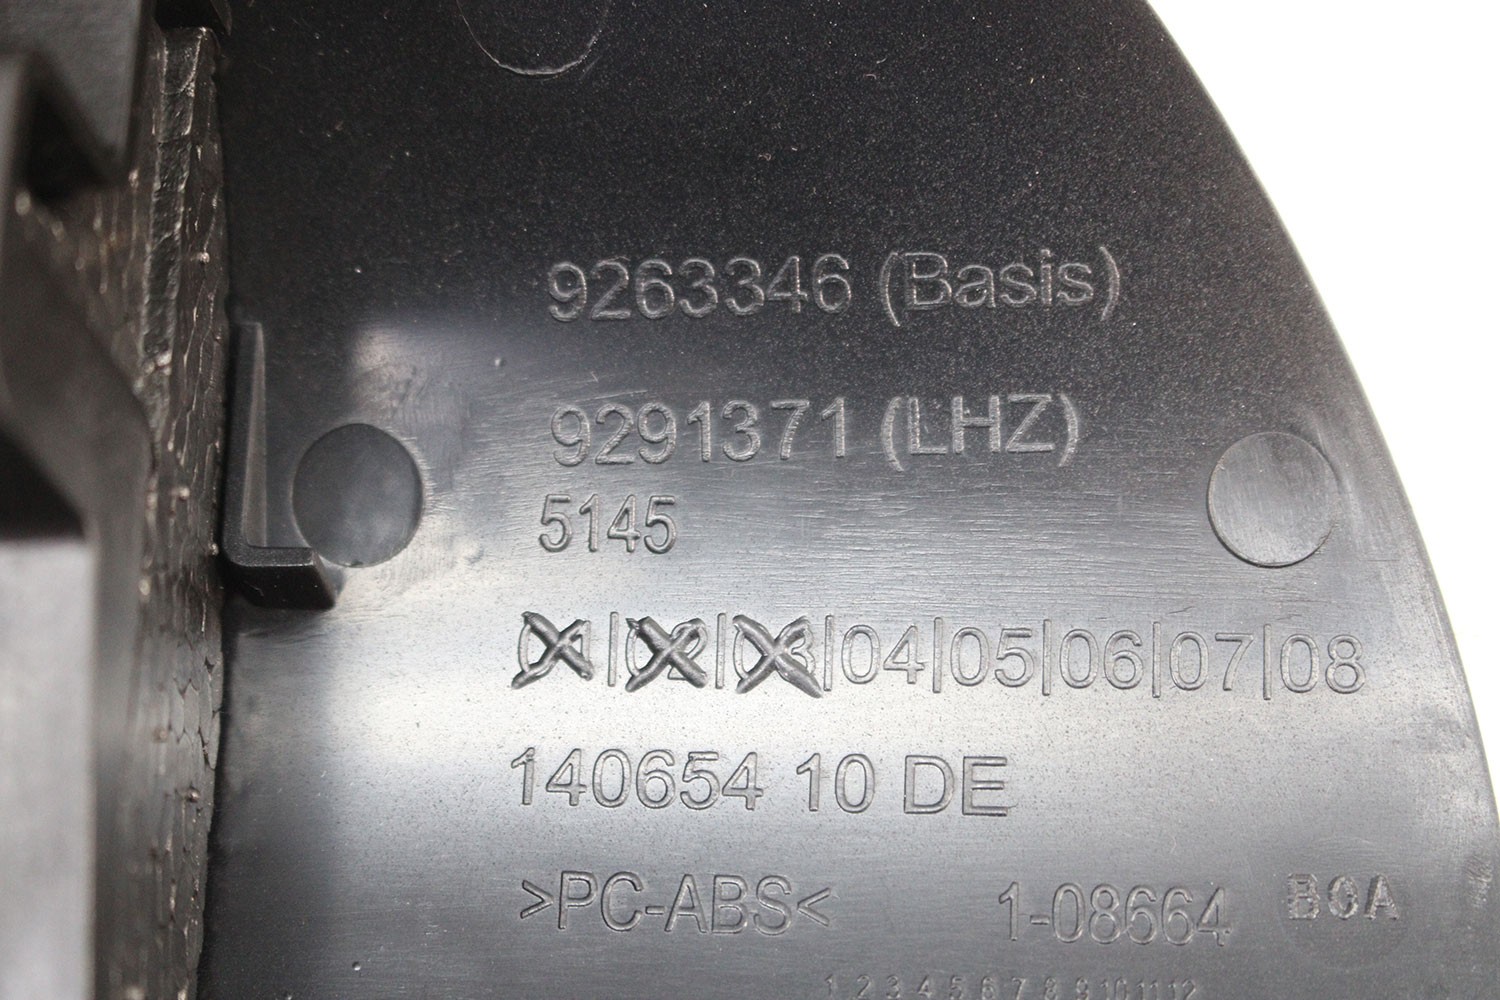 9263346 (Basis)
9291371 (LHZ)
5145
01|02|03|04|05|06|07|08
140654 10 DE
>PC-ABS< 1-08664 BOA
1 2 3 4 5 6 7 8 9 10 11 12